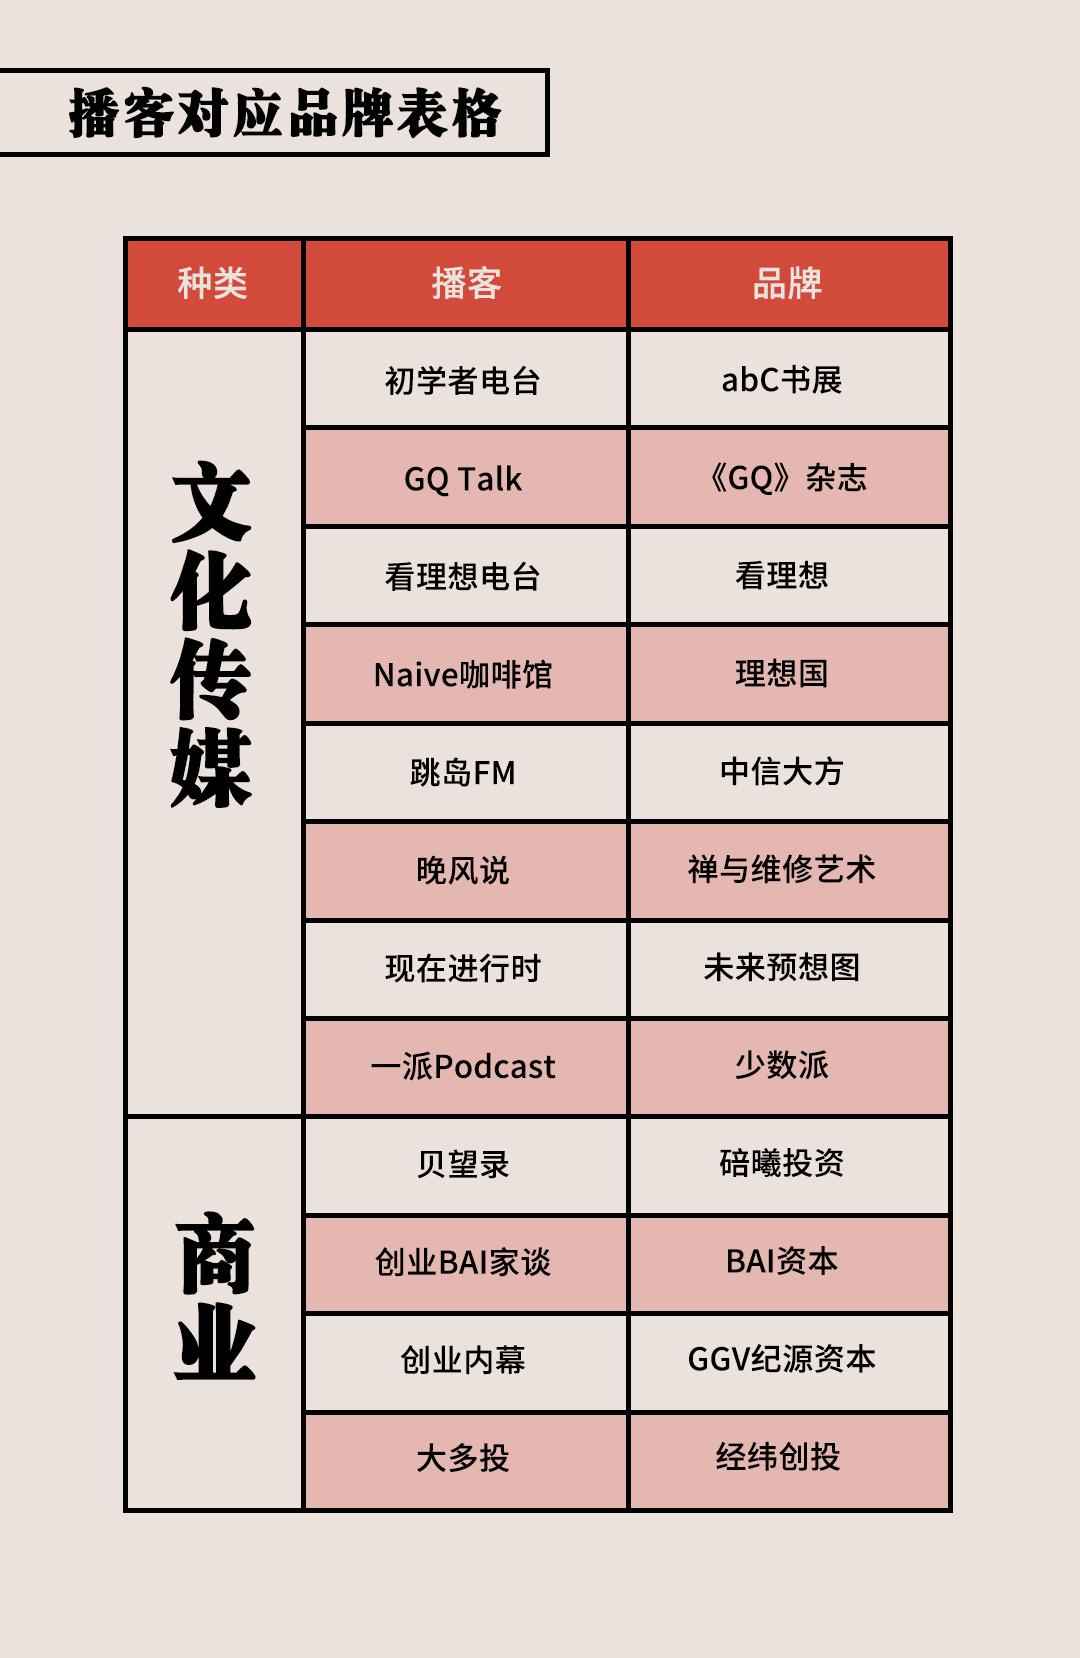 播客对应品牌表格
种类 播客 品牌
文化传媒
初学者电台 abC书展
GQ Talk 《GQ》杂志
看理想电台 看理想
Naive咖啡馆 理想国
跳岛FM 中信大方
晚风说 禅与维修艺术
现在进行时 未来预想图
一派Podcast 少数派
商业
贝望录 碚曦投资
创业BAI家谈 BAI资本
创业内幕 GGV纪源资本
大多投 经纬创投